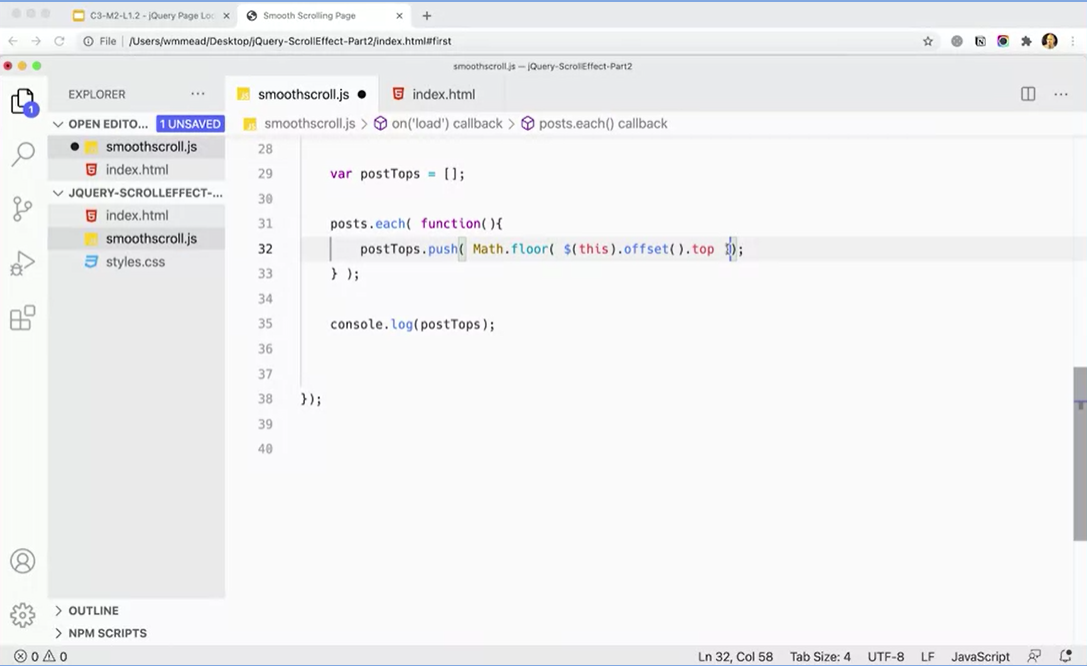 C3-M2-L1.2 - jQuery Page Loc
Smooth Scrolling Page
File /Users/wmmead/Desktop/jQuery-ScrollEffect-Part2/index.html#first
smoothscroll.js — jQuery-ScrollEffect-Part2
EXPLORER
smoothscroll.js
index.html
OPEN EDITO... 1 UNSAVED
smoothscroll.js > on('load') callback > posts.each() callback
smoothscroll.js
index.html
JQUERY-SCROLLEFFECT-...
index.html
smoothscroll.js
styles.css
28
29 var postTops = [];
30
31 posts.each( function(){
32 postTops.push( Math.floor( $(this).offset().top ));
33 } );
34
35 console.log(postTops);
36
37
38 });
39
40
1
OUTLINE
NPM SCRIPTS
0 0
Ln 32, Col 58 Tab Size: 4 UTF-8 LF JavaScript